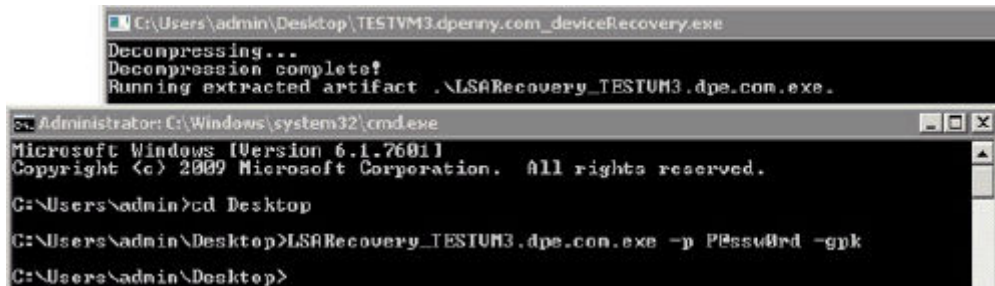 C:\Users\admin\Desktop\TESTVM3.dpenny.com_deviceRecovery.exe
Decompressing...
Decompression complete!
Running extracted artifact .\LSARecovery_TESTVM3.dpe.com.exe.
Administrator: C:\Windows\system32\cmd.exe
Microsoft Windows [Version 6.1.7601]
Copyright (c) 2009 Microsoft Corporation. All rights reserved.
C:\Users\admin>cd Desktop
C:\Users\admin\Desktop>LSARecovery_TESTVM3.dpe.com.exe -p P@ssw0rd -gpk
C:\Users\admin\Desktop>